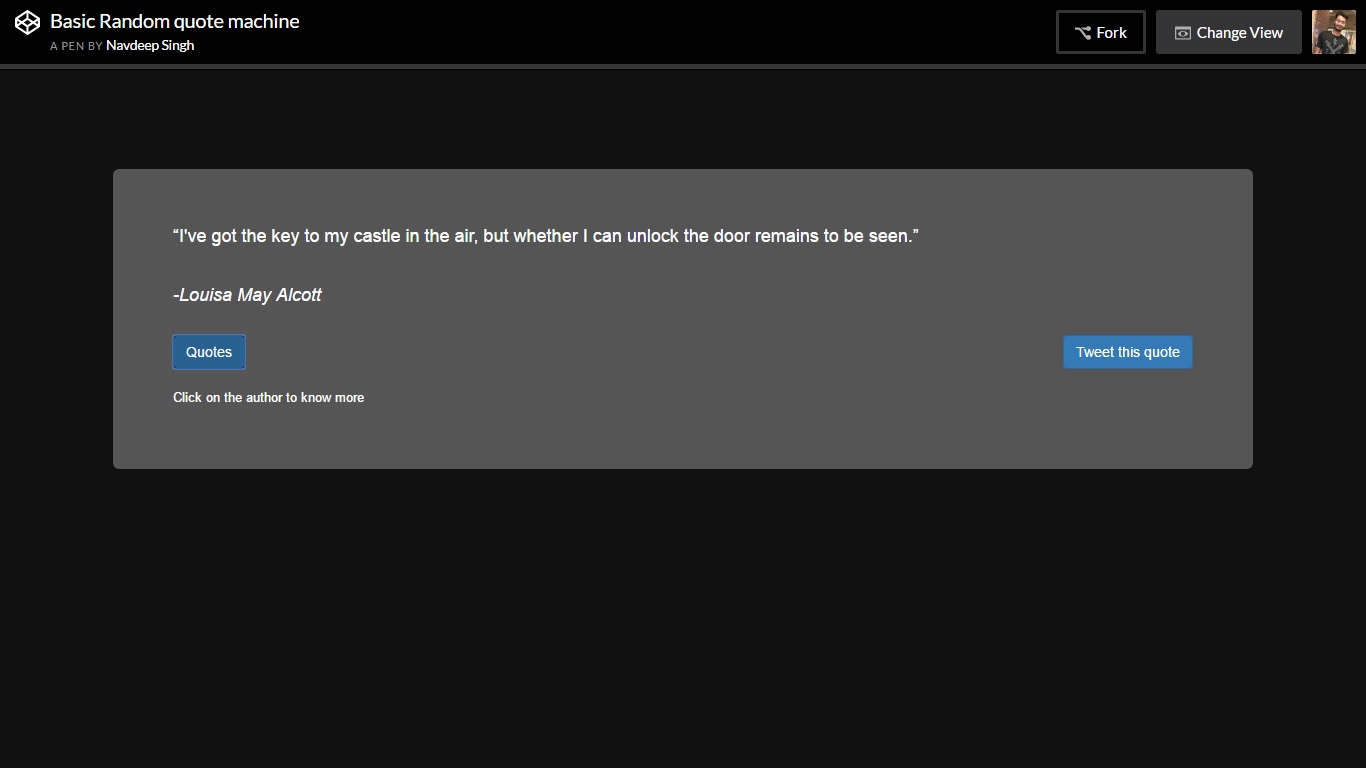 Basic Random quote machine
A PEN BY Navdeep Singh
Fork
Change View
“I've got the key to my castle in the air, but whether I can unlock the door remains to be seen.”
-Louisa May Alcott
Quotes
Tweet this quote
Click on the author to know more